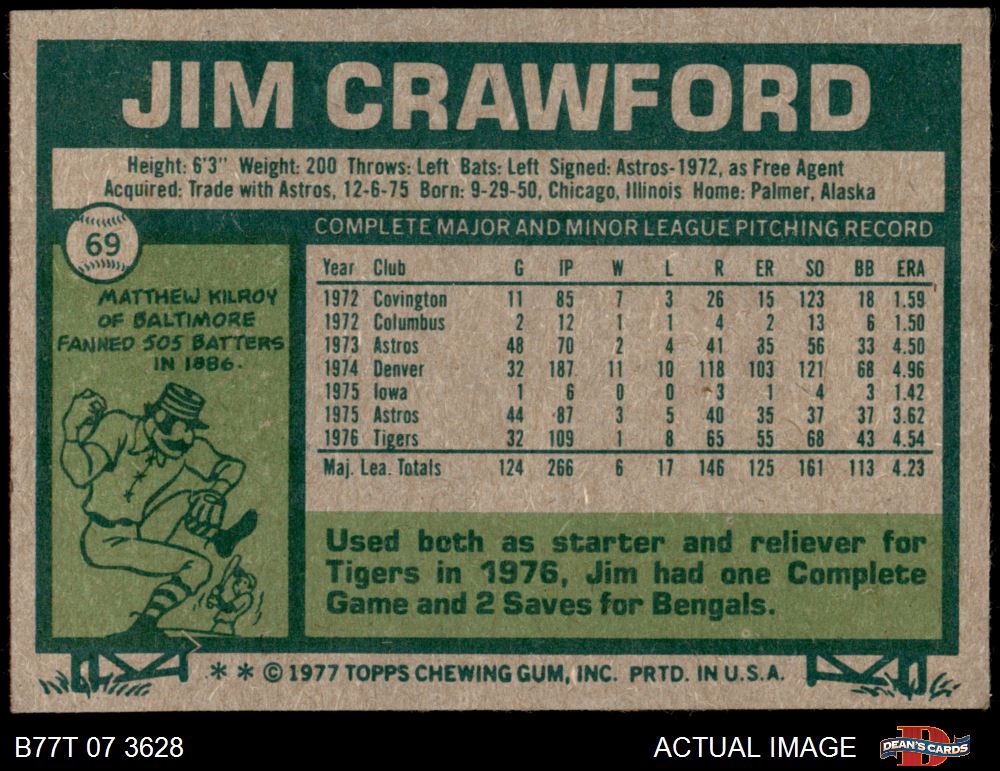 JIM CRAWFORD
Height: 6'3" Weight: 200 Throws: Left Bats: Left Signed: Astros-1972, as Free Agent
Acquired: Trade with Astros, 12-6-75 Born: 9-29-50, Chicago, Illinois Home: Palmer, Alaska
69
MATTHEW KILROY
OF BALTIMORE
FANNED 505 BATTERS
IN 1886.
COMPLETE MAJOR AND MINOR LEAGUE PITCHING RECORD
Year Club G IP W L R ER SO BB ERA
1972 Covington 11 85 7 3 26 15 123 18 1.59
1972 Columbus 2 12 1 1 4 2 13 6 1.50
1973 Astros 48 70 2 4 41 35 56 33 4.50
1974 Denver 32 187 11 10 118 103 121 68 4.96
1975 Iowa 1 6 0 0 3 1 4 3 1.42
1975 Astros 44 87 3 5 40 35 37 37 3.62
1976 Tigers 32 109 1 8 65 55 68 43 4.54
Maj. Lea. Totals 124 266 6 17 146 125 161 113 4.23
Used both as starter and reliever for
Tigers in 1976, Jim had one Complete
Game and 2 Saves for Bengals.
* * © 1977 TOPPS CHEWING GUM, INC. PRTD. IN U.S.A.
B77T 07 3628 ACTUAL IMAGE DEAN'S CARDS